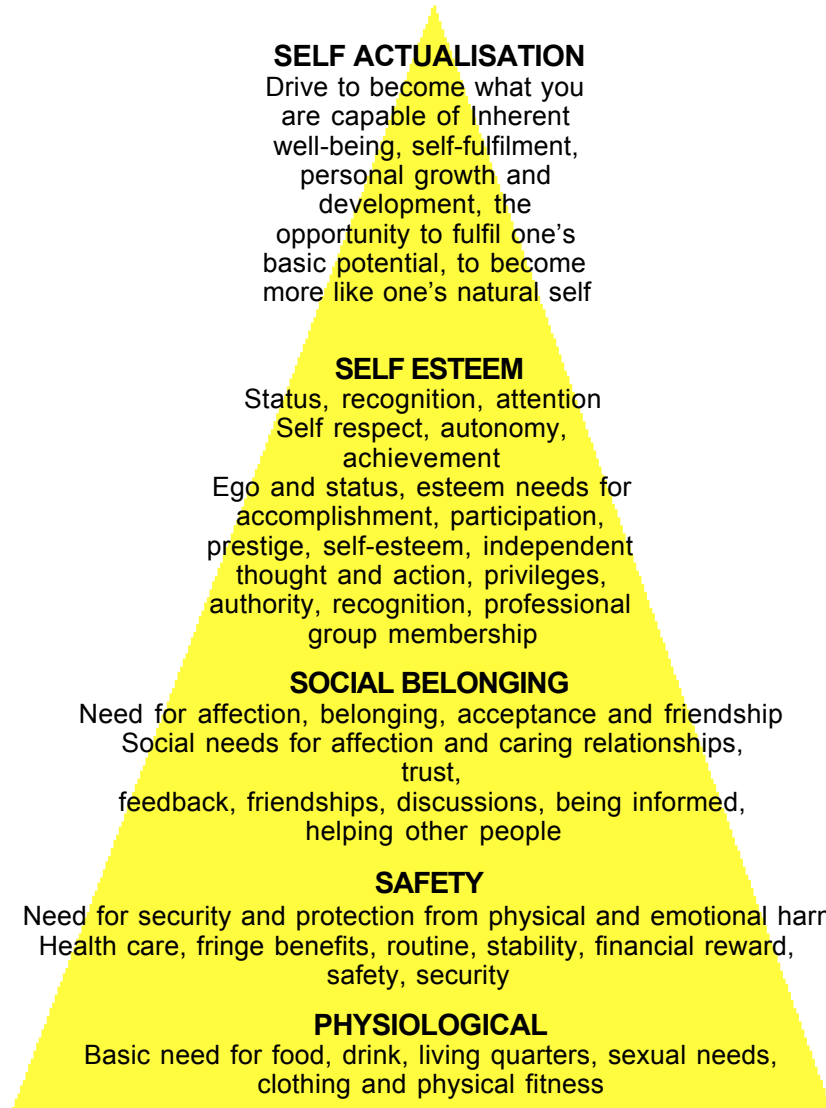 SELF ACTUALISATION
Drive to become what you
are capable of Inherent
well-being, self-fulfilment,
personal growth and
development, the
opportunity to fulfil one's
basic potential, to become
more like one's natural self
SELF ESTEEM
Status, recognition, attention
Self respect, autonomy,
achievement
Ego and status, esteem needs for
accomplishment, participation,
prestige, self-esteem, independent
thought and action, privileges,
authority, recognition, professional
group membership
SOCIAL BELONGING
Need for affection, belonging, acceptance and friendship
Social needs for affection and caring relationships,
trust,
feedback, friendships, discussions, being informed,
helping other people
SAFETY
Need for security and protection from physical and emotional
Health care, fringe benefits, routine, stability, financial reward,
safety, security
PHYSIOLOGICAL
Basic need for food, drink, living quarters, sexual needs,
clothing and physical fitness